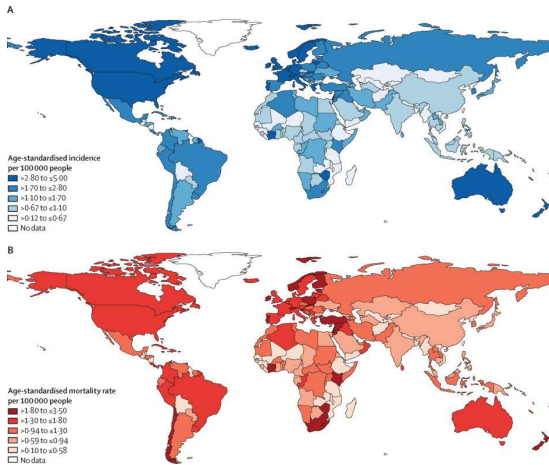 A
Age-standardised incidence
per 100 000 people
>2·80 to ≤5·00
>1·70 to ≤2·80
>1·10 to ≤1·70
>0·67 to ≤1·10
>0·12 to ≤0·67
No data
B
Age-standardised mortality rate
per 100 000 people
>1·80 to ≤3·50
>1·30 to ≤1·80
>0·94 to ≤1·30
>0·59 to ≤0·94
>0·10 to ≤0·58
No data